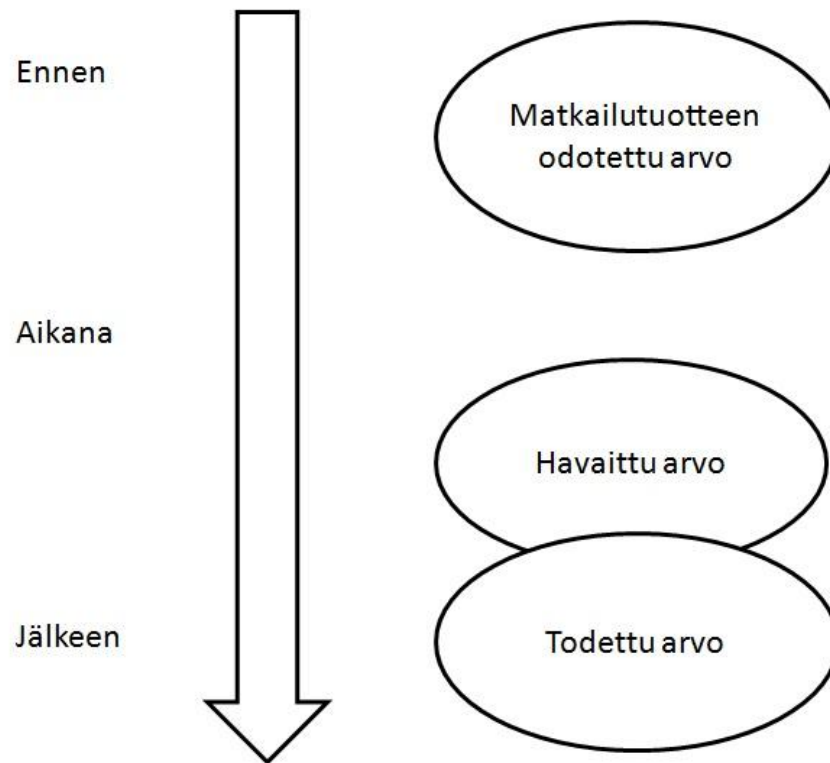 Ennen
Matkailutuotteen
odotettu arvo
Aikana
Havaittu arvo
Jälkeen
Todettu arvo